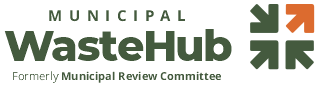 MUNICIPAL
WasteHub
Formerly Municipal Review Committee